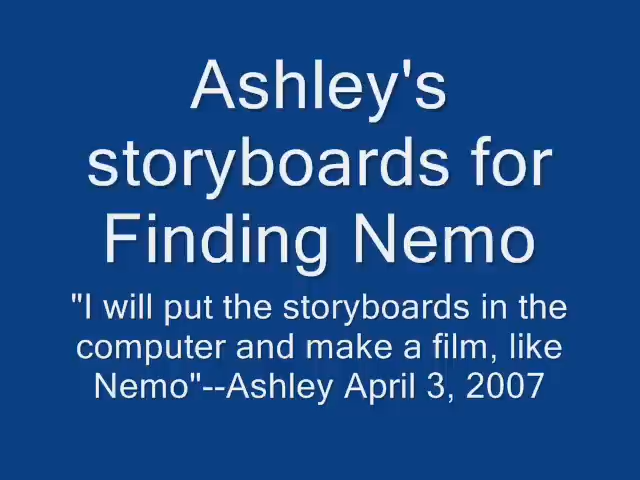 Ashley's
storyboards for
Finding Nemo
"I will put the storyboards in the
computer and make a film, like
Nemo"--Ashley April 3, 2007